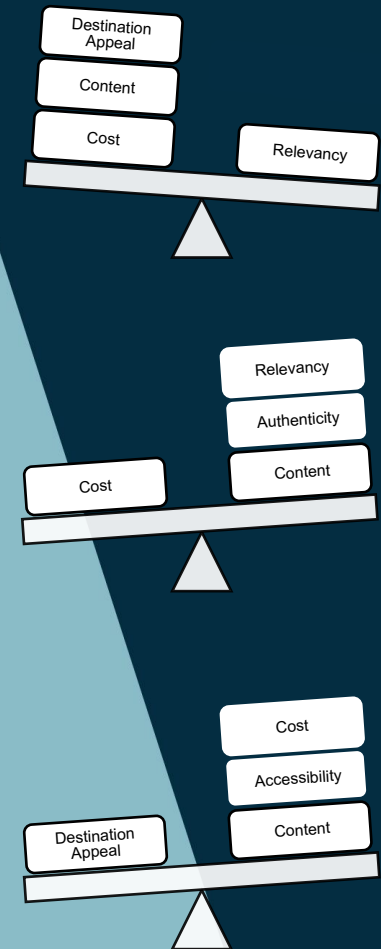 Destination
Appeal
Content
Cost
Relevancy
Relevancy
Authenticity
Content
Cost
Cost
Accessibility
Content
Destination
Appeal